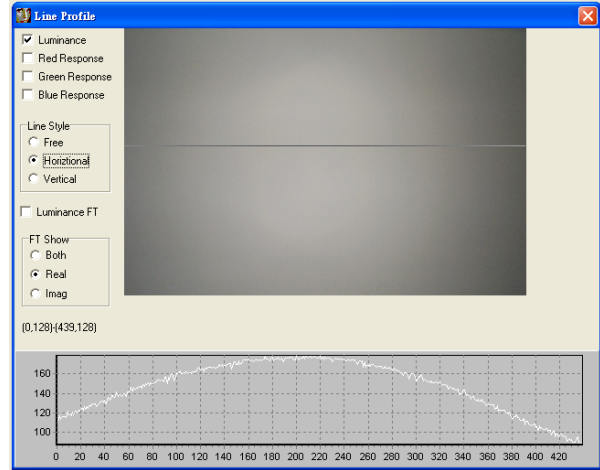 Line Profile
Luminance
Red Response
Green Response
Blue Response
Line Style
Free
Horiztional
Vertical
Luminance FT
FT Show
Both
Real
Imag
(0,128)-(439,128)
160
140
120
100
0 20 40 60 80 100 120 140 160 180 200 220 240 260 280 300 320 340 360 380 400 420